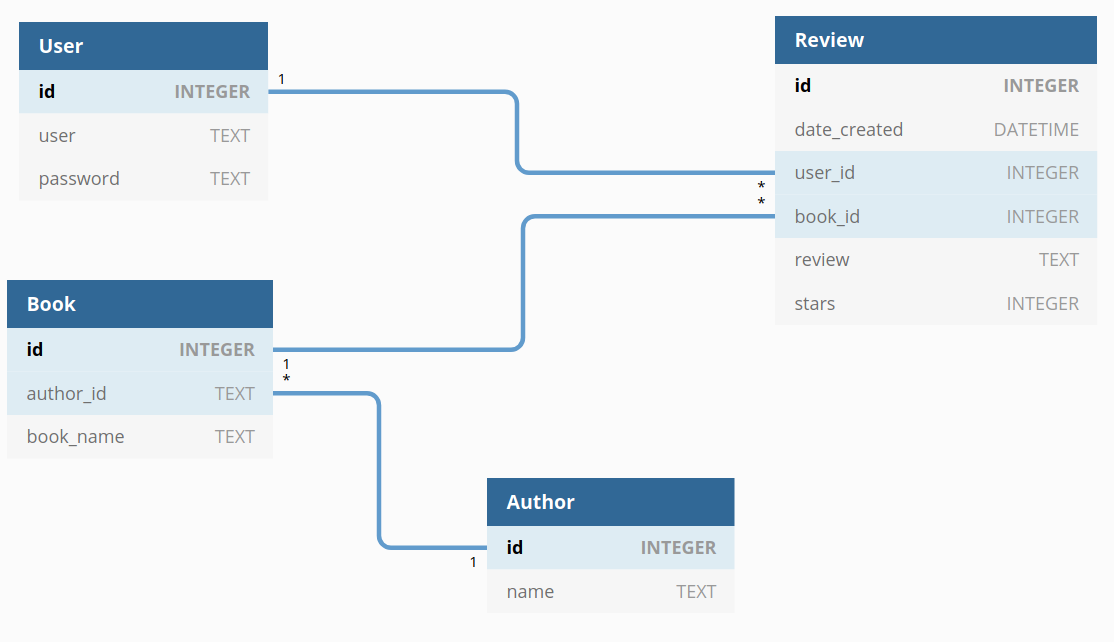 User
id INTEGER
user TEXT
password TEXT
1
Review
id INTEGER
date_created DATETIME
user_id INTEGER
book_id INTEGER
review TEXT
stars INTEGER
*
*
Book
id INTEGER
author_id TEXT
book_name TEXT
1
*
Author
id INTEGER
name TEXT
1